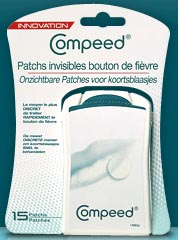 INNOVATION
Compeed®
Patchs invisibles bouton de fièvre
Onzichtbare Patches voor koortsblaasjes
Le moyen le plus
DISCRET
de traiter
RAPIDEMENT le
bouton de fièvre
De meest
DISCRETE manier
om koortsblaasjes
SNEL te
behandelen
15 Patchs
Patches
Compeed®